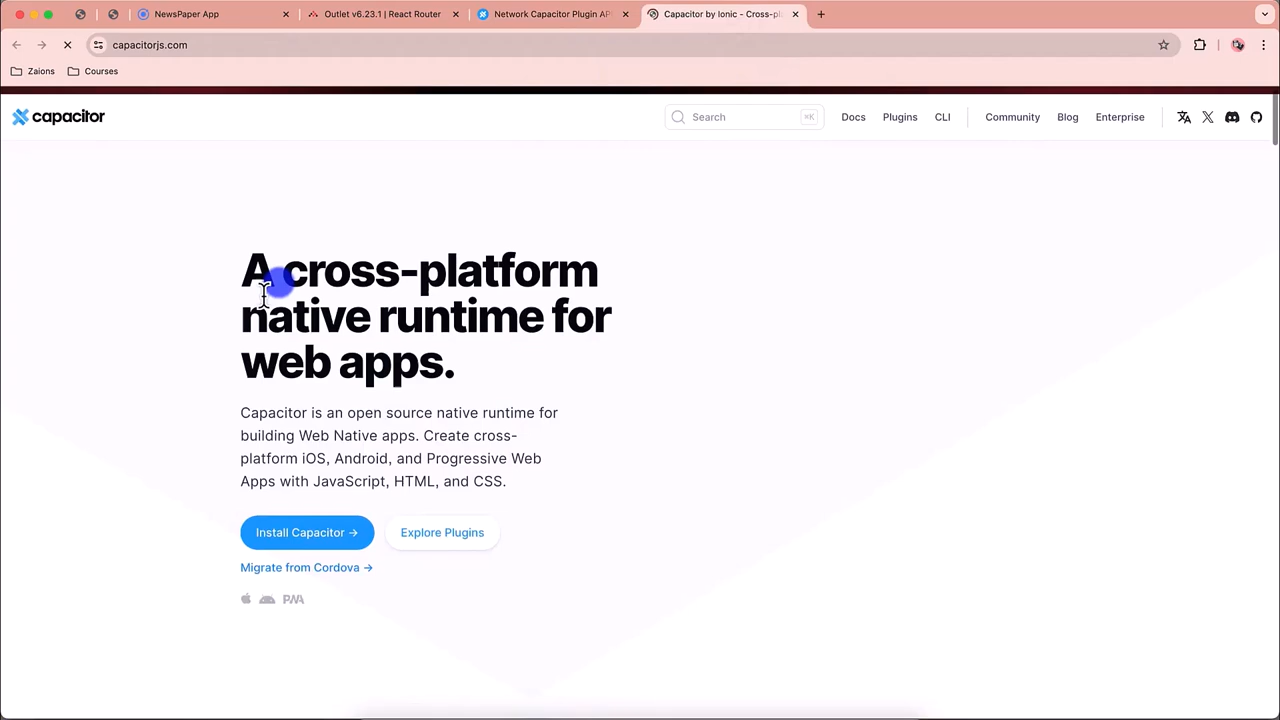 NewsPaper App
Outlet v6.23.1 | React Router
Network Capacitor Plugin AP
Capacitor by Ionic - Cross-pl
capacitorjs.com
Zaions
Courses
capacitor
Search
⌘K
Docs
Plugins
CLI
Community
Blog
Enterprise
A cross-platform
native runtime for
web apps.
Capacitor is an open source native runtime for
building Web Native apps. Create cross-
platform iOS, Android, and Progressive Web
Apps with JavaScript, HTML, and CSS.
Install Capacitor →
Explore Plugins
Migrate from Cordova →
PWA